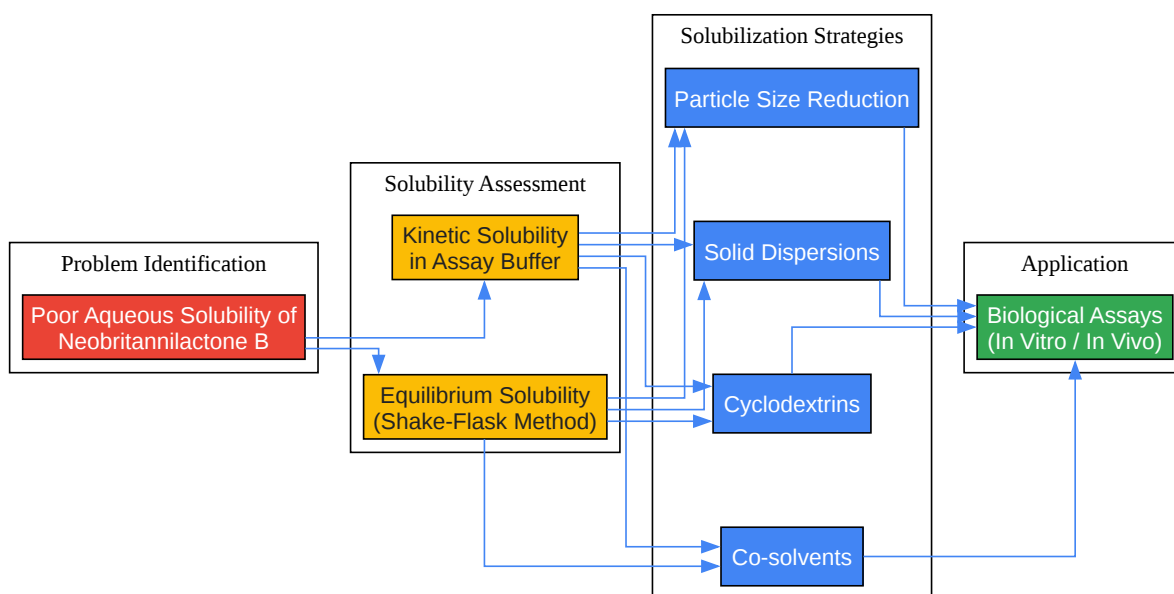 Problem Identification
Poor Aqueous Solubility of
Neobritannilactone B
Solubility Assessment
Kinetic Solubility
in Assay Buffer
Equilibrium Solubility
(Shake-Flask Method)
Solubilization Strategies
Particle Size Reduction
Solid Dispersions
Cyclodextrins
Co-solvents
Application
Biological Assays
(In Vitro / In Vivo)